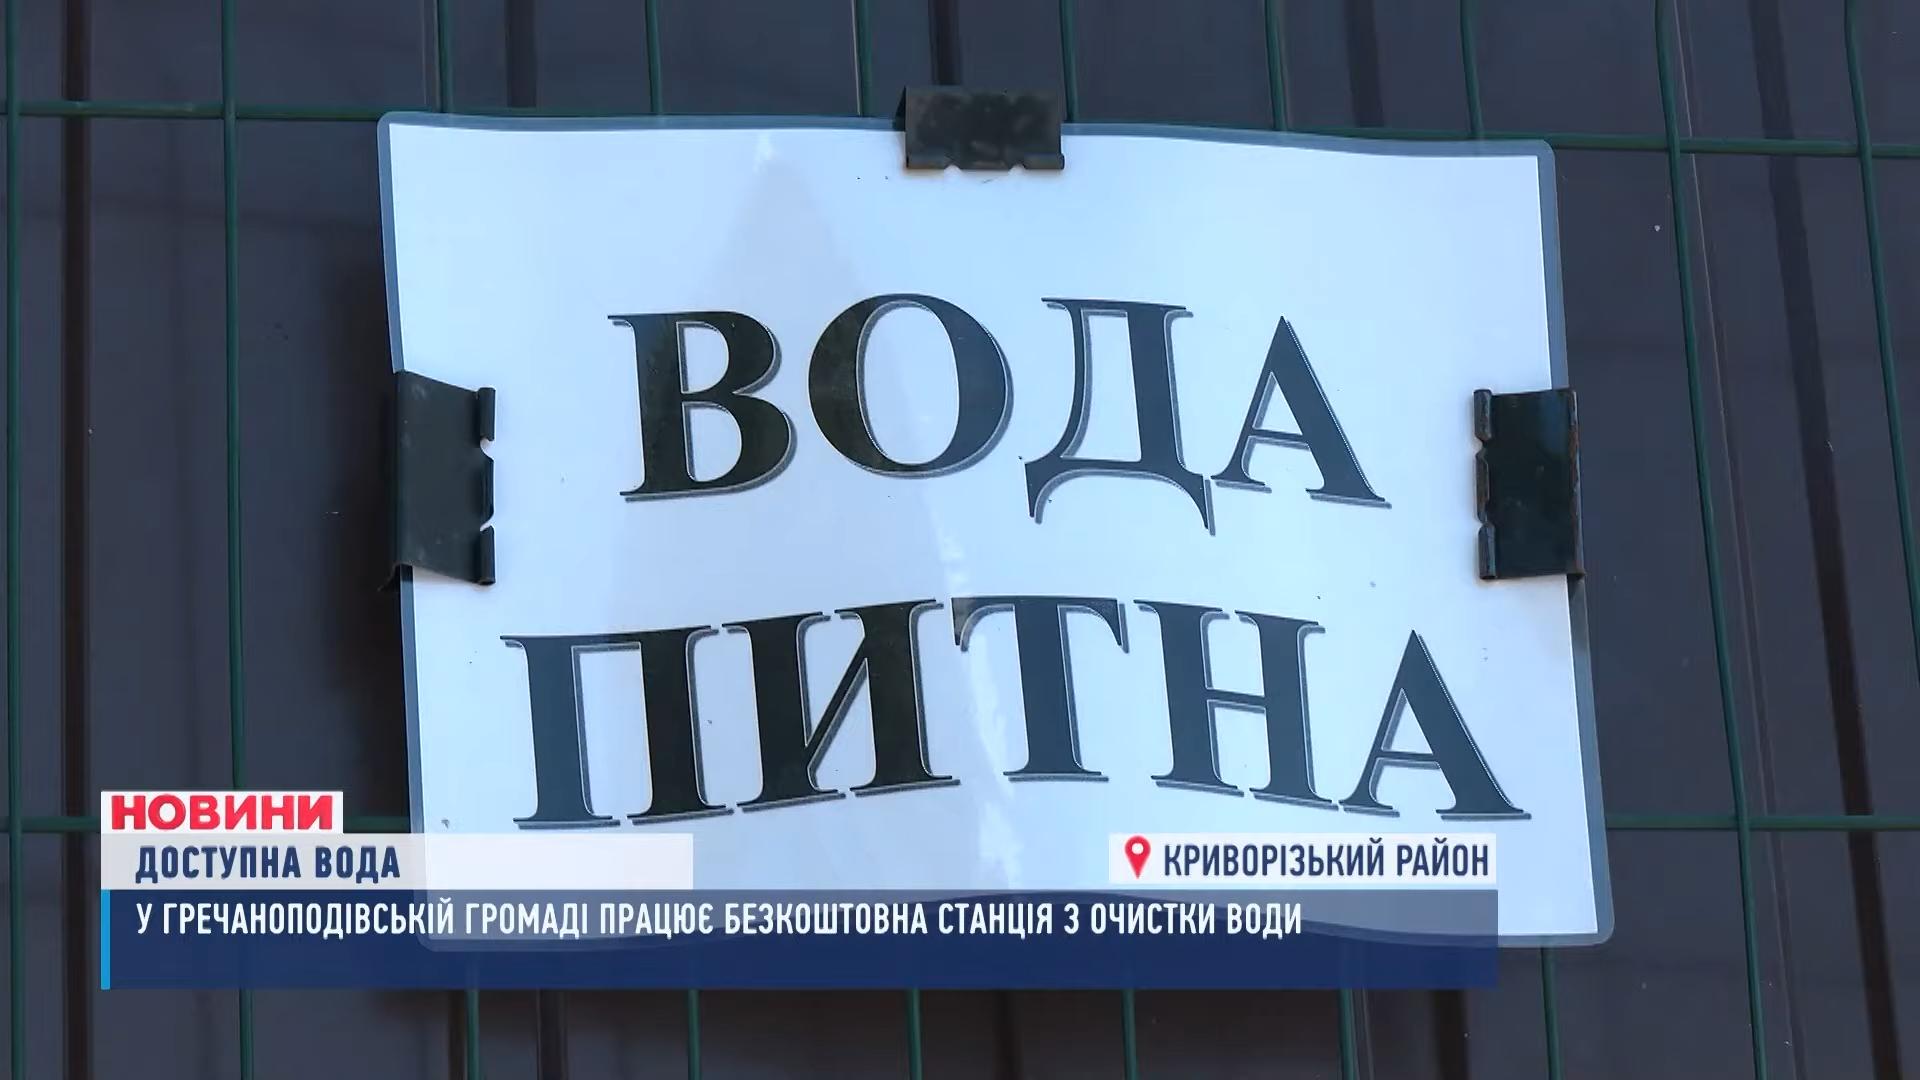 ВОДА
ПИТНА
НОВИНИ
ДОСТУПНА ВОДА
КРИВОРІЗЬКИЙ РАЙОН
У ГРЕЧАНОПОДІВСЬКІЙ ГРОМАДІ ПРАЦЮЄ БЕЗКОШТОВНА СТАНЦІЯ З ОЧИСТКИ ВОДИ